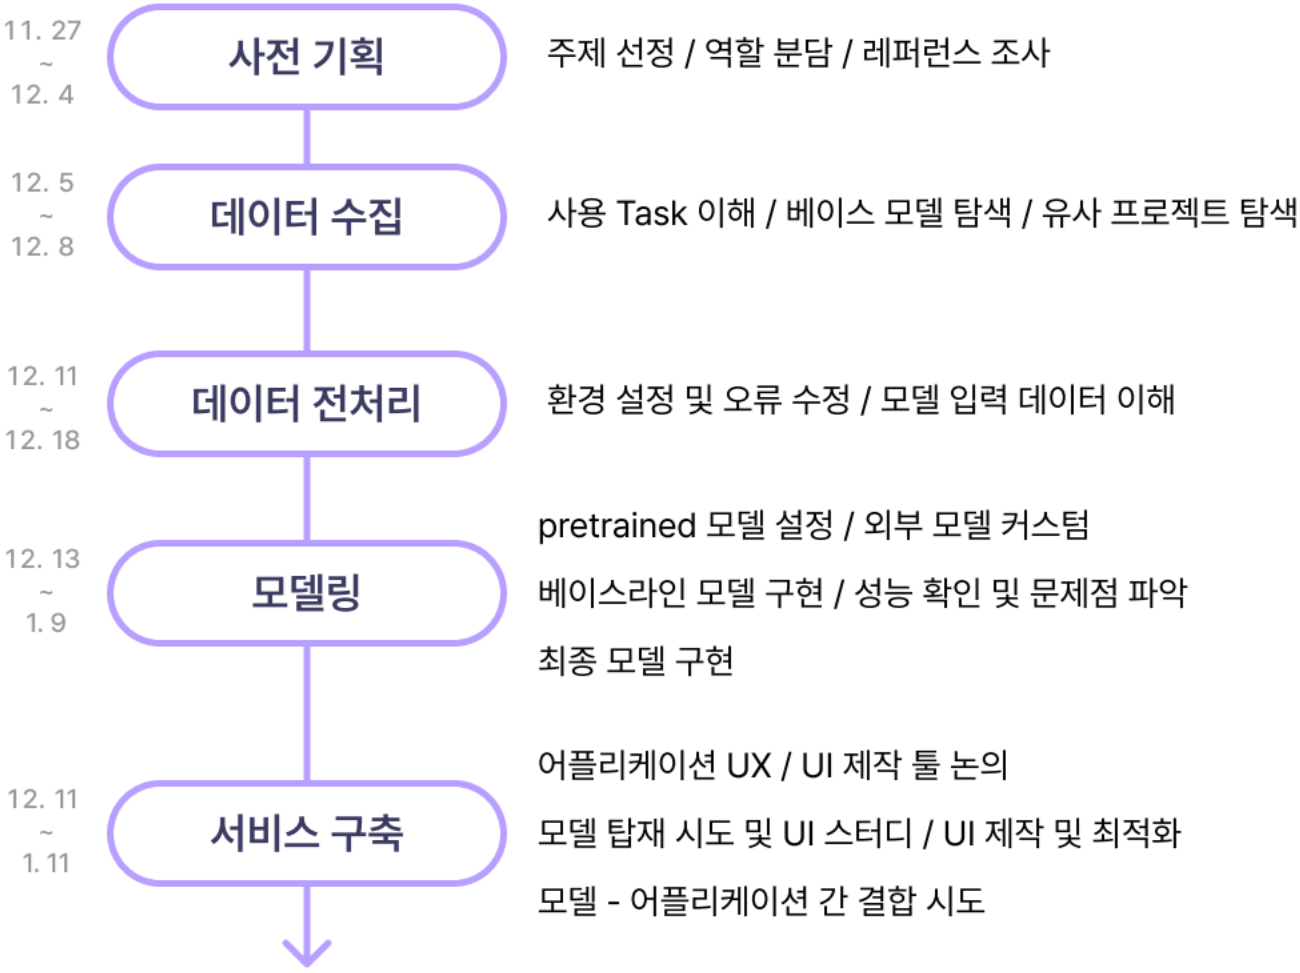 11. 27
~
12. 4
사전 기획
주제 선정 / 역할 분담 / 레퍼런스 조사
12. 5
~
12. 8
데이터 수집
사용 Task 이해 / 베이스 모델 탐색 / 유사 프로젝트 탐색
12. 11
~
12. 18
데이터 전처리
환경 설정 및 오류 수정 / 모델 입력 데이터 이해
12. 13
~
1. 9
모델링
pretrained 모델 설정 / 외부 모델 커스텀
베이스라인 모델 구현 / 성능 확인 및 문제점 파악
최종 모델 구현
12. 11
~
1. 11
서비스 구축
어플리케이션 UX / UI 제작 툴 논의
모델 탑재 시도 및 UI 스터디 / UI 제작 및 최적화
모델 - 어플리케이션 간 결합 시도